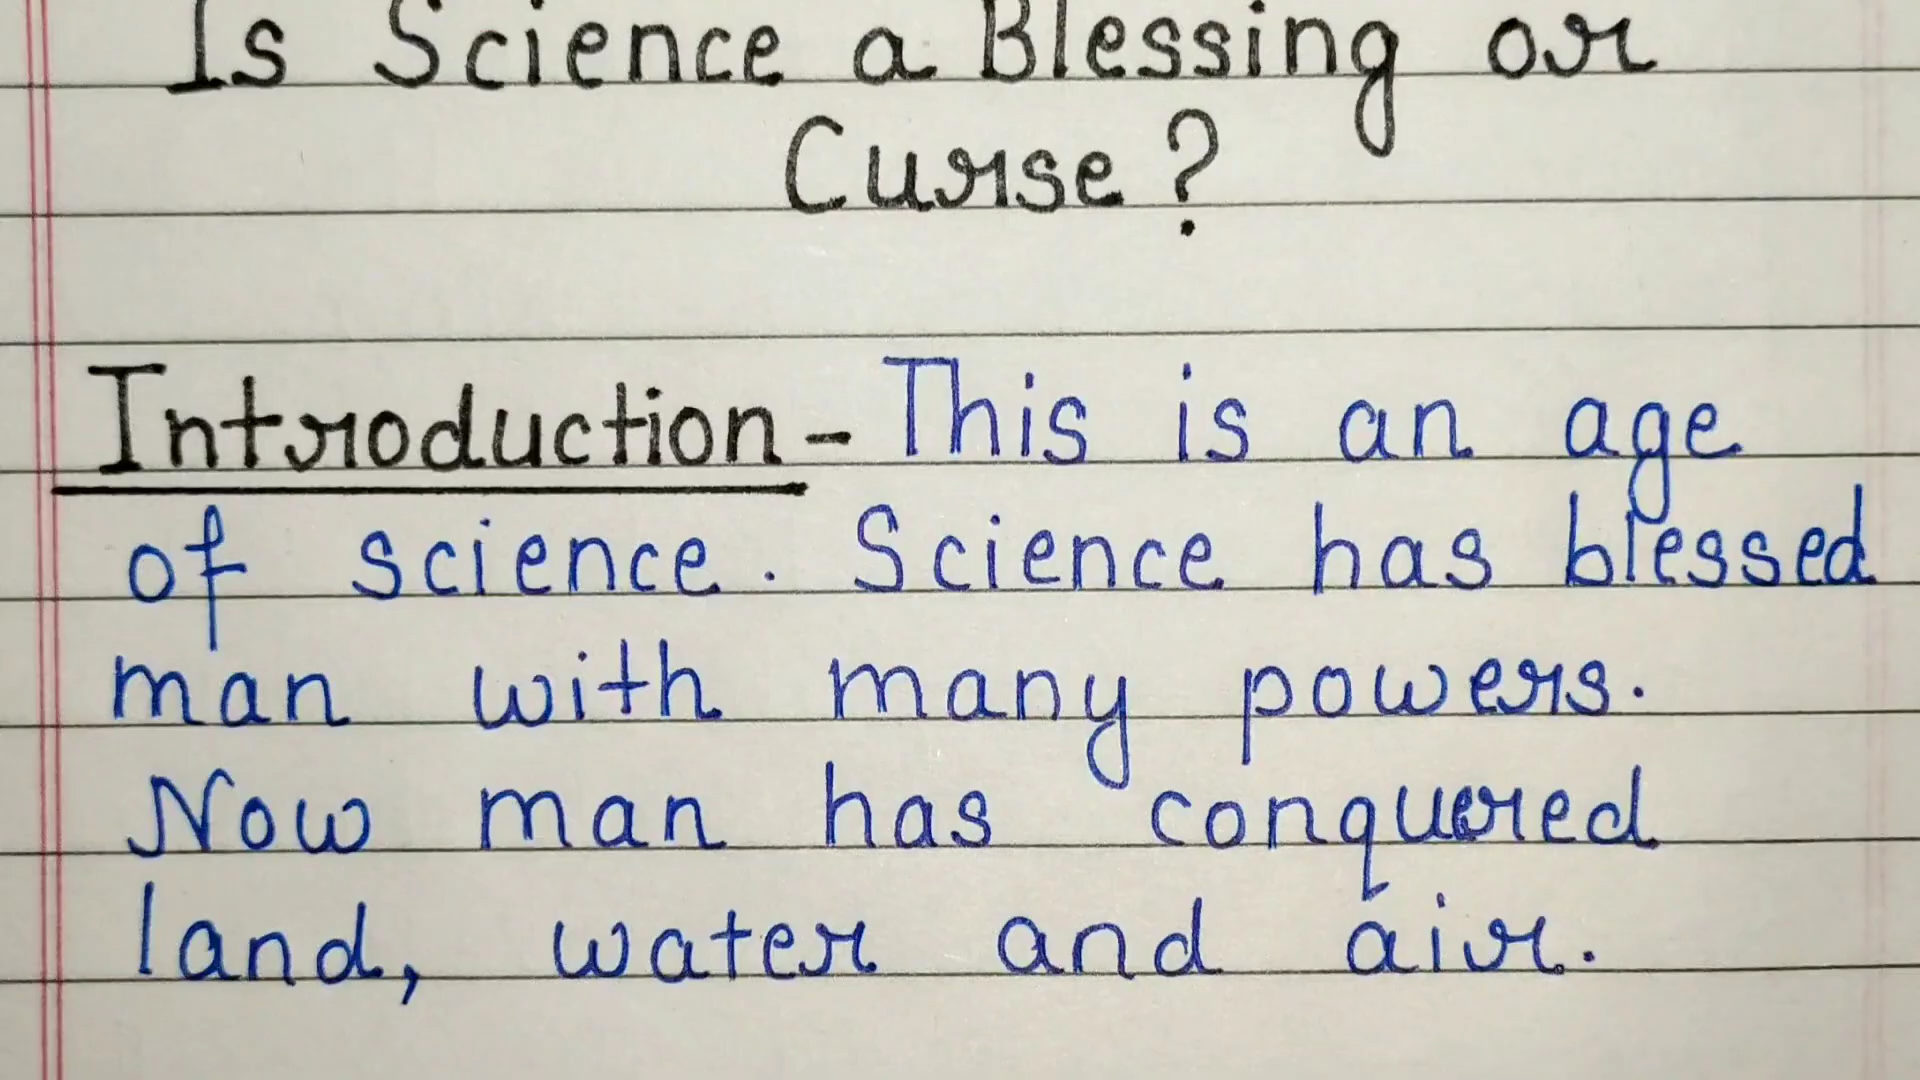 Is Science a Blessing or
Curse?
Introduction - This is an age
of science. Science has blessed
man with many powers.
Now man has conquered
land, water and air.